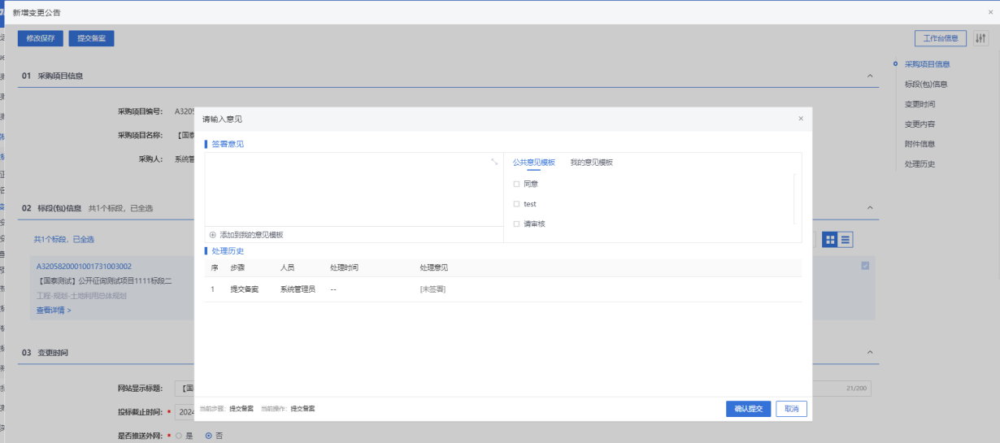 新增变更公告
修改保存 提交备案 工作台信息
01 采购项目信息
采购项目信息
标段(包)信息
变更时间
变更内容
附件信息
处理历史
采购项目编号: A3205
采购项目名称: 【国泰
采购人: 系统管
02 标段(包)信息 共1个标段，已全选
共1个标段，已全选
A3205820001001731003002
【国泰测试】公开征询测试项目1111标段二
工程-规划-土地利用总体规划
查看详情 >
03 变更时间
网站显示标题: 【国 21/200
投标截止时间: * 2024
是否推送外网: * 是 否
请输入意见
签署意见
公共意见模板 我的意见模板
同意
test
请审核
添加到我的意见模板
处理历史
序 步骤 人员 处理时间 处理意见
1 提交备案 系统管理员 -- [未签署]
当前步骤: 提交备案 当前操作: 提交备案
确认提交 取消